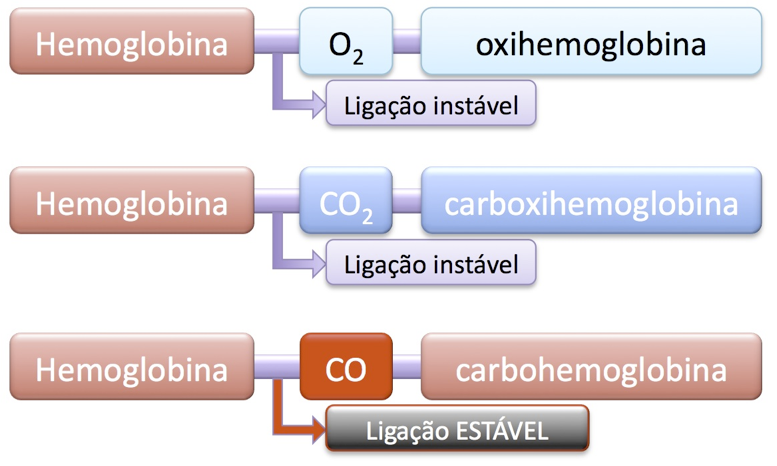 Hemoglobina O₂ oxihemoglobina
Ligação instável
Hemoglobina CO₂ carboxihemoglobina
Ligação instável
Hemoglobina CO carbohemoglobina
Ligação ESTÁVEL